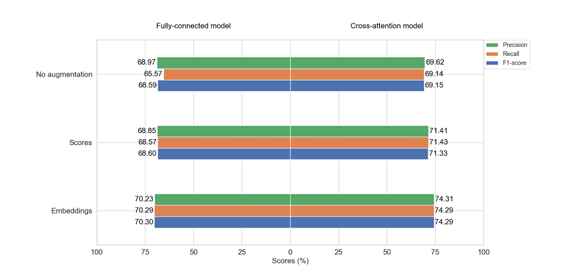 Fully-connected model Cross-attention model
Precision
Recall
F1-score
No augmentation
68.97 69.62
65.57 69.14
68.59 69.15
Scores
68.85 71.41
68.57 71.43
68.60 71.33
Embeddings
70.23 74.31
70.29 74.29
70.30 74.29
100 75 50 25 0 25 50 75 100
Scores (%)